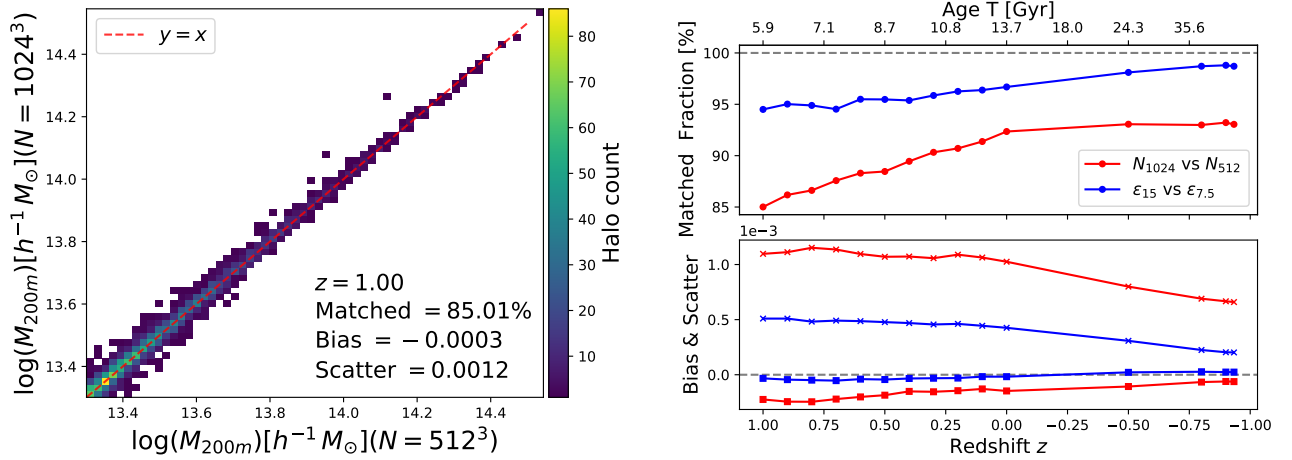 y = x
z = 1.00
Matched = 85.01%
Bias = − 0.0003
Scatter = 0.0012
14.4
14.2
14.0
13.8
13.6
13.4
13.4 13.6 13.8 14.0 14.2 14.4
log(M200m)[h−1 M⊙](N = 1024³)
log(M200m)[h−1 M⊙](N = 512³)
80
70
60
50
40
30
20
10
Halo count
Age T [Gyr]
5.9 7.1 8.7 10.8 13.7 18.0 24.3 35.6
100
95
90
85
Matched Fraction [%]
N1024 vs N512
ε15 vs ε7.5
1e−3
1.0
0.5
0.0
Bias & Scatter
1.00 0.75 0.50 0.25 0.00 −0.25 −0.50 −0.75 −1.00
Redshift z